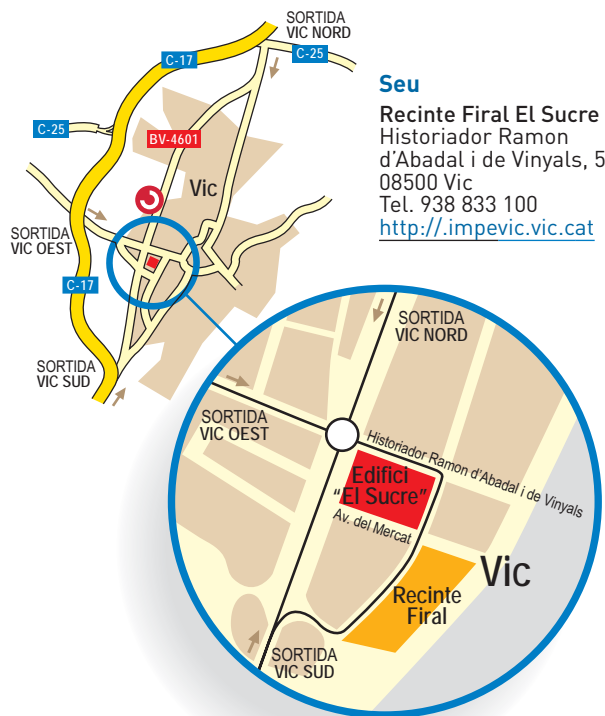 SORTIDA
VIC NORD
C-17
C-25
C-25
BV-4601
Vic
SORTIDA
VIC OEST
C-17
SORTIDA
VIC SUD
Seu
Recinte Firal El Sucre
Historiador Ramon
d'Abadal i de Vinyals, 5
08500 Vic
Tel. 938 833 100
http://.impevic.vic.cat
SORTIDA
VIC NORD
SORTIDA
VIC OEST
Historiador Ramon d'Abadal i de Vinyals
Edifici
"El Sucre"
Av. del Mercat
Vic
Recinte
Firal
SORTIDA
VIC SUD